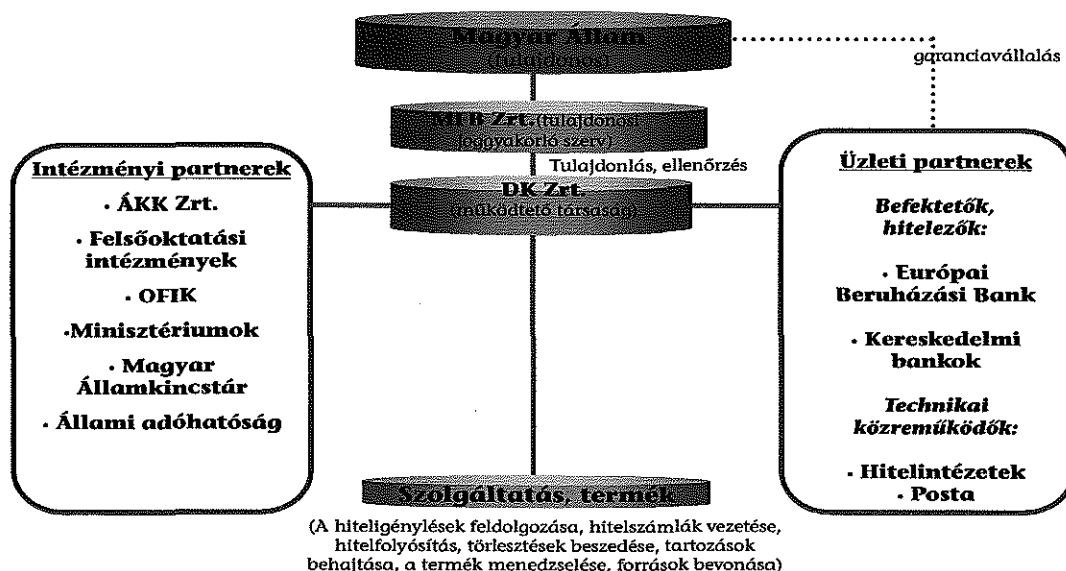 Magyar Állam
(tulajdonos)
garanciavállalás
MFB Zrt.(tulajdonosi
joggyakorló szerv)
Tulajdonlás, ellenőrzés
DK Zrt.
(működtető társaság)
Intézményi partnerek
• ÁKK Zrt.
• Felsőoktatási
intézmények
• OFIK
•Minisztériumok
• Magyar
Államkincstár
• Állami adóhatóság
Üzleti partnerek
Befektetők,
hitelezők:
• Európai
Beruházási Bank
• Kereskedelmi
bankok
Technikai
közreműködők:
• Hitelintézetek
• Posta
Szolgáltatás, termék
(A hiteligénylések feldolgozása, hitelszámlák vezetése,
hitelfolyósítás, törlesztések beszedése, tartozások
behajtása, a termék menedzselése, források bevonása)